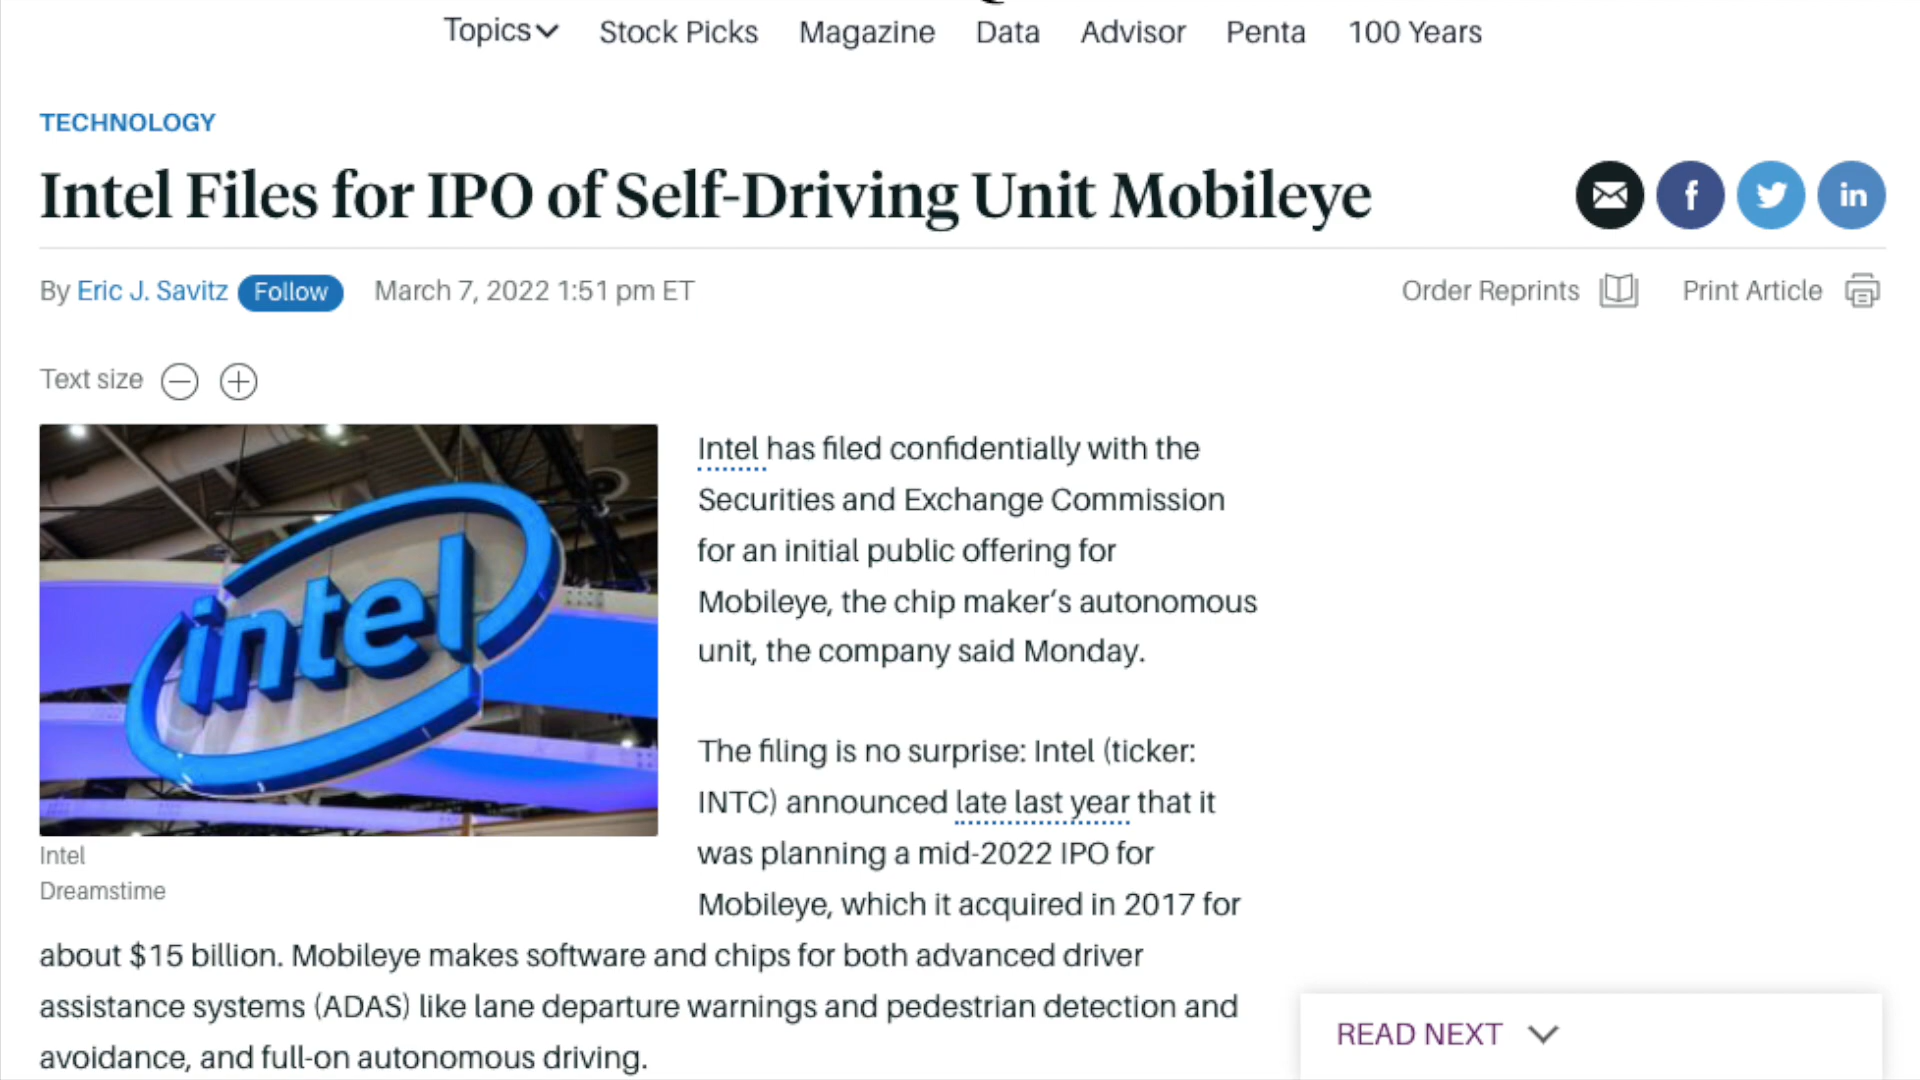 Topics Stock Picks Magazine Data Advisor Penta 100 Years
TECHNOLOGY
Intel Files for IPO of Self-Driving Unit Mobileye
By Eric J. Savitz Follow March 7, 2022 1:51 pm ET Order Reprints Print Article
Text size
intel
Intel
Dreamstime
Intel has filed confidentially with the
Securities and Exchange Commission
for an initial public offering for
Mobileye, the chip maker’s autonomous
unit, the company said Monday.
The filing is no surprise: Intel (ticker:
INTC) announced late last year that it
was planning a mid-2022 IPO for
Mobileye, which it acquired in 2017 for
about $15 billion. Mobileye makes software and chips for both advanced driver
assistance systems (ADAS) like lane departure warnings and pedestrian detection and
avoidance, and full-on autonomous driving.
READ NEXT